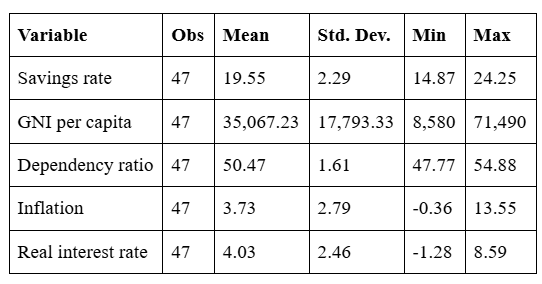 Variable Obs Mean Std. Dev. Min Max
Savings rate 47 19.55 2.29 14.87 24.25
GNI per capita 47 35,067.23 17,793.33 8,580 71,490
Dependency ratio 47 50.47 1.61 47.77 54.88
Inflation 47 3.73 2.79 -0.36 13.55
Real interest rate 47 4.03 2.46 -1.28 8.59